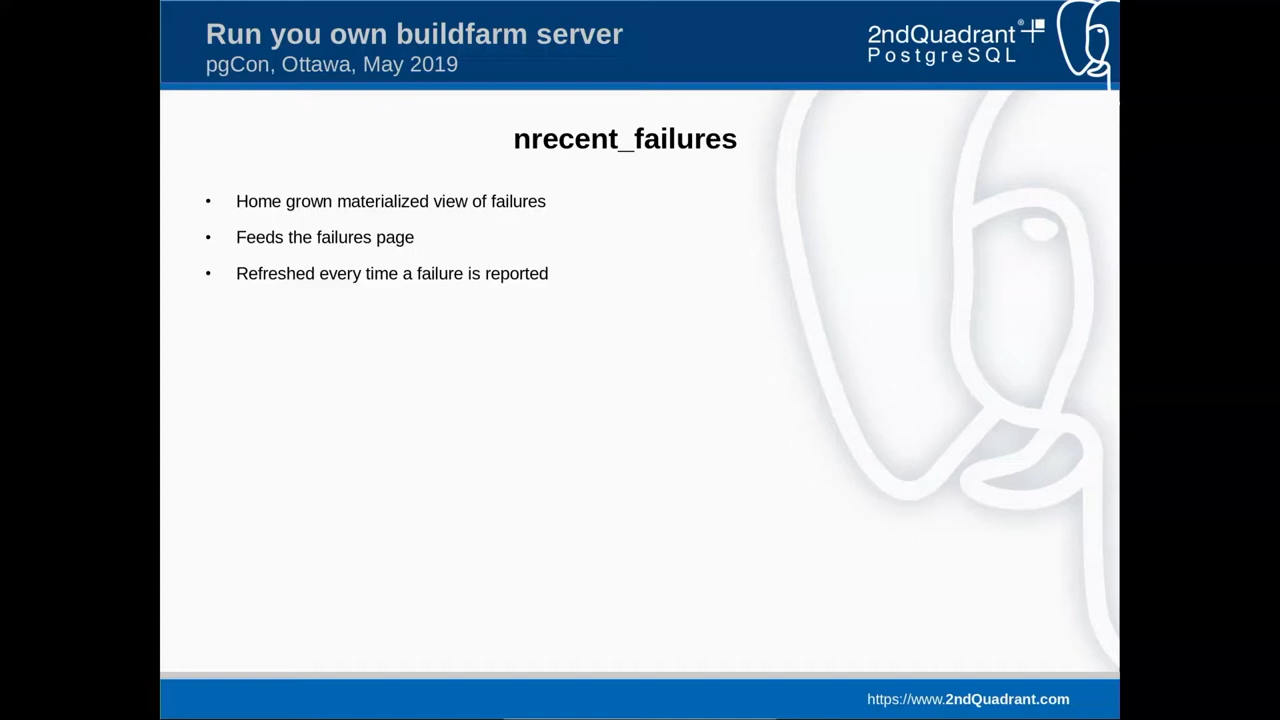 Run you own buildfarm server
pgCon, Ottawa, May 2019
2ndQuadrant®
PostgreSQL
nrecent_failures
• Home grown materialized view of failures
• Feeds the failures page
• Refreshed every time a failure is reported
https://www.2ndQuadrant.com